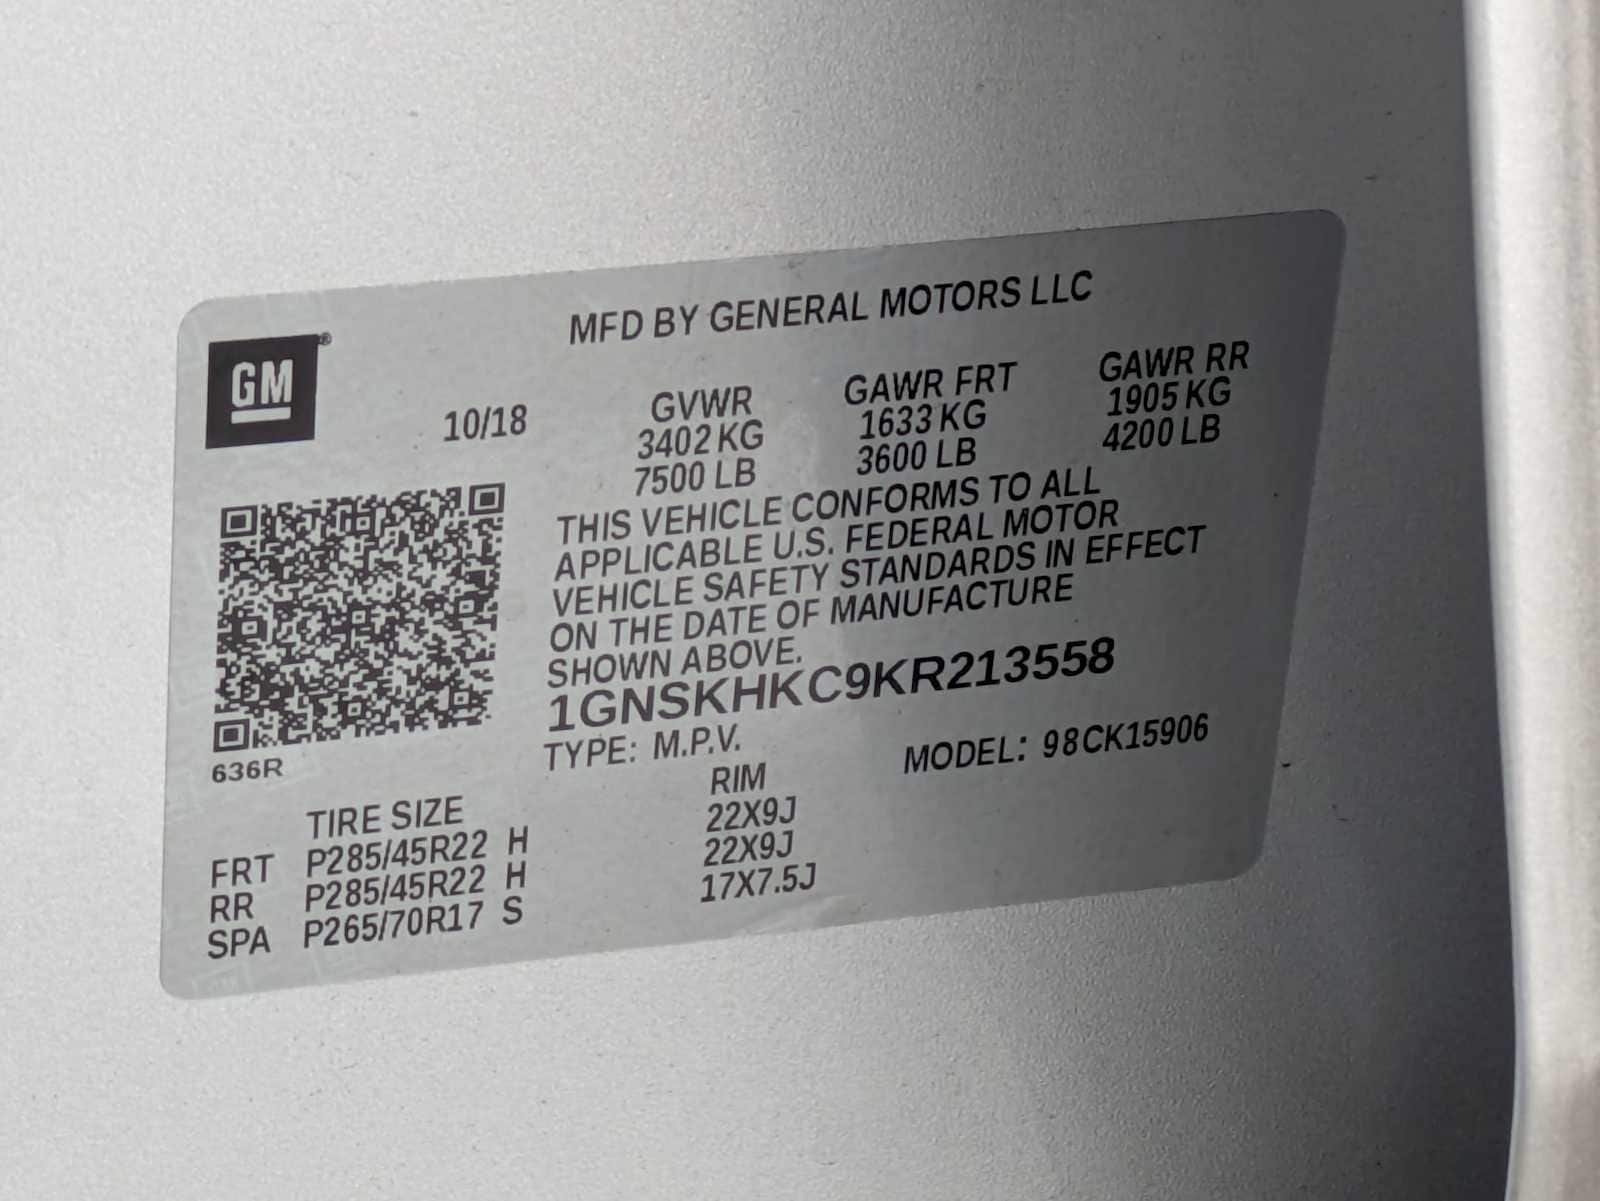 MFD BY GENERAL MOTORS LLC
GM®
10/18
GVWR GAWR FRT GAWR RR
3402 KG 1633 KG 1905 KG
7500 LB 3600 LB 4200 LB
THIS VEHICLE CONFORMS TO ALL
APPLICABLE U.S. FEDERAL MOTOR
VEHICLE SAFETY STANDARDS IN EFFECT
ON THE DATE OF MANUFACTURE
SHOWN ABOVE.
1GNSKHKC9KR213558
636R
TYPE: M.P.V. MODEL: 98CK15906
TIRE SIZE RIM
FRT P285/45R22 H 22X9J
RR P285/45R22 H 22X9J
SPA P265/70R17 S 17X7.5J